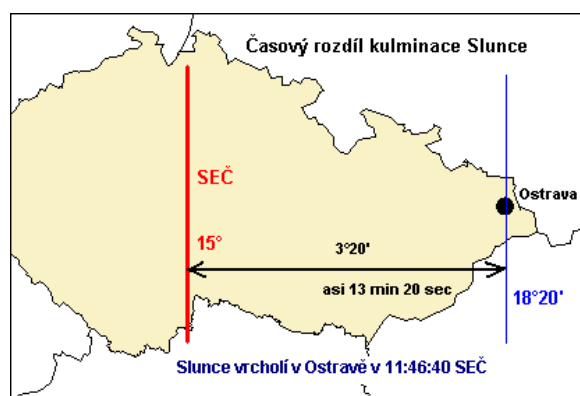 Časový rozdíl kulminace Slunce
SEČ
Ostrava
15°
3°20'
asi 13 min 20 sec
18°20'
Slunce vrcholí v Ostravě v 11:46:40 SEČ